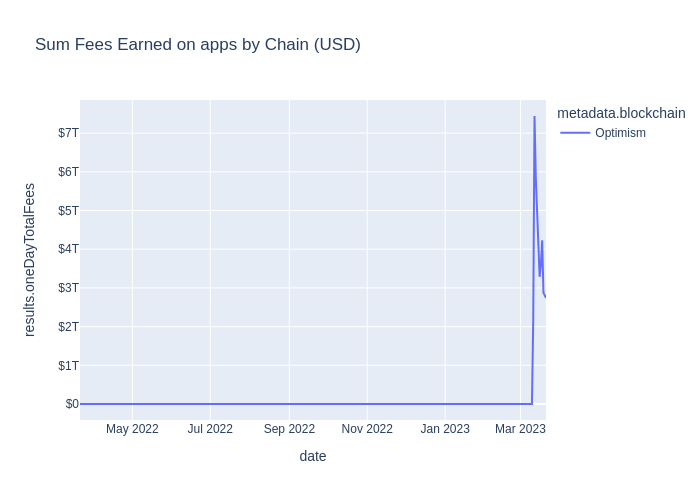 Sum Fees Earned on apps by Chain (USD)
metadata.blockchain
Optimism
results.oneDayTotalFees
$7T
$6T
$5T
$4T
$3T
$2T
$1T
$0
May 2022
Jul 2022
Sep 2022
Nov 2022
Jan 2023
Mar 2023
date